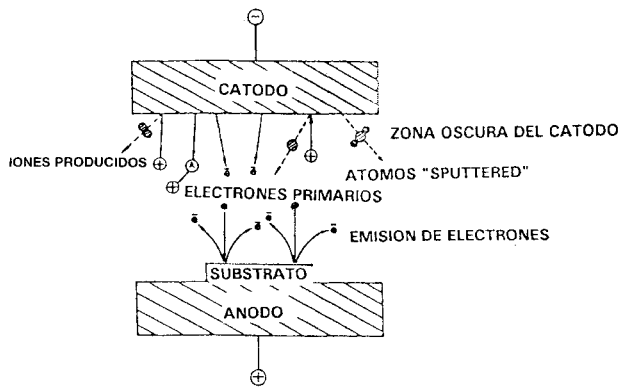 CATODO
ZONA OSCURA DEL CATODO
IONES PRODUCIDOS
ATOMOS "SPUTTERED"
ELECTRONES PRIMARIOS
EMISION DE ELECTRONES
SUBSTRATO
ANODO